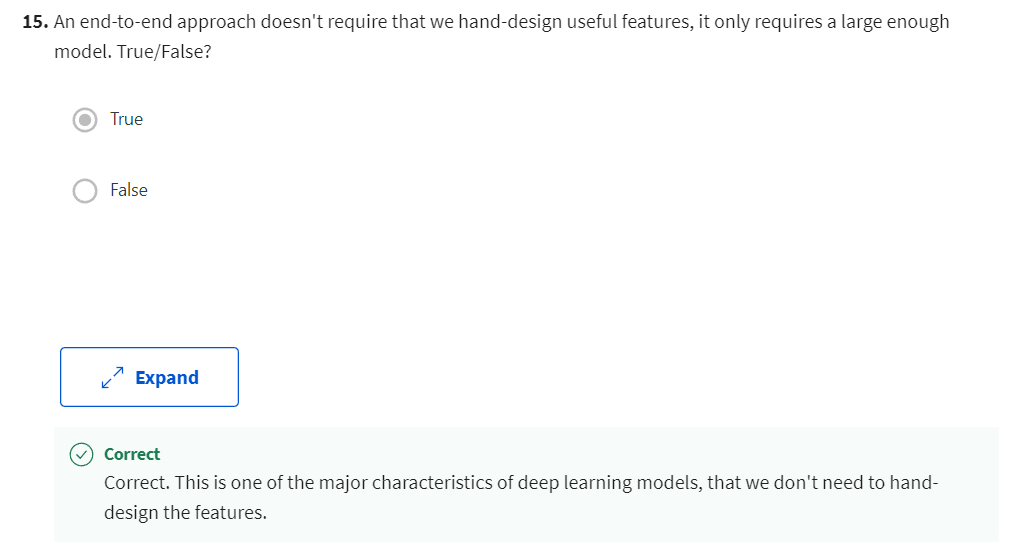 15. An end-to-end approach doesn't require that we hand-design useful features, it only requires a large enough
model. True/False?
True
False
Expand
Correct
Correct. This is one of the major characteristics of deep learning models, that we don't need to hand-
design the features.